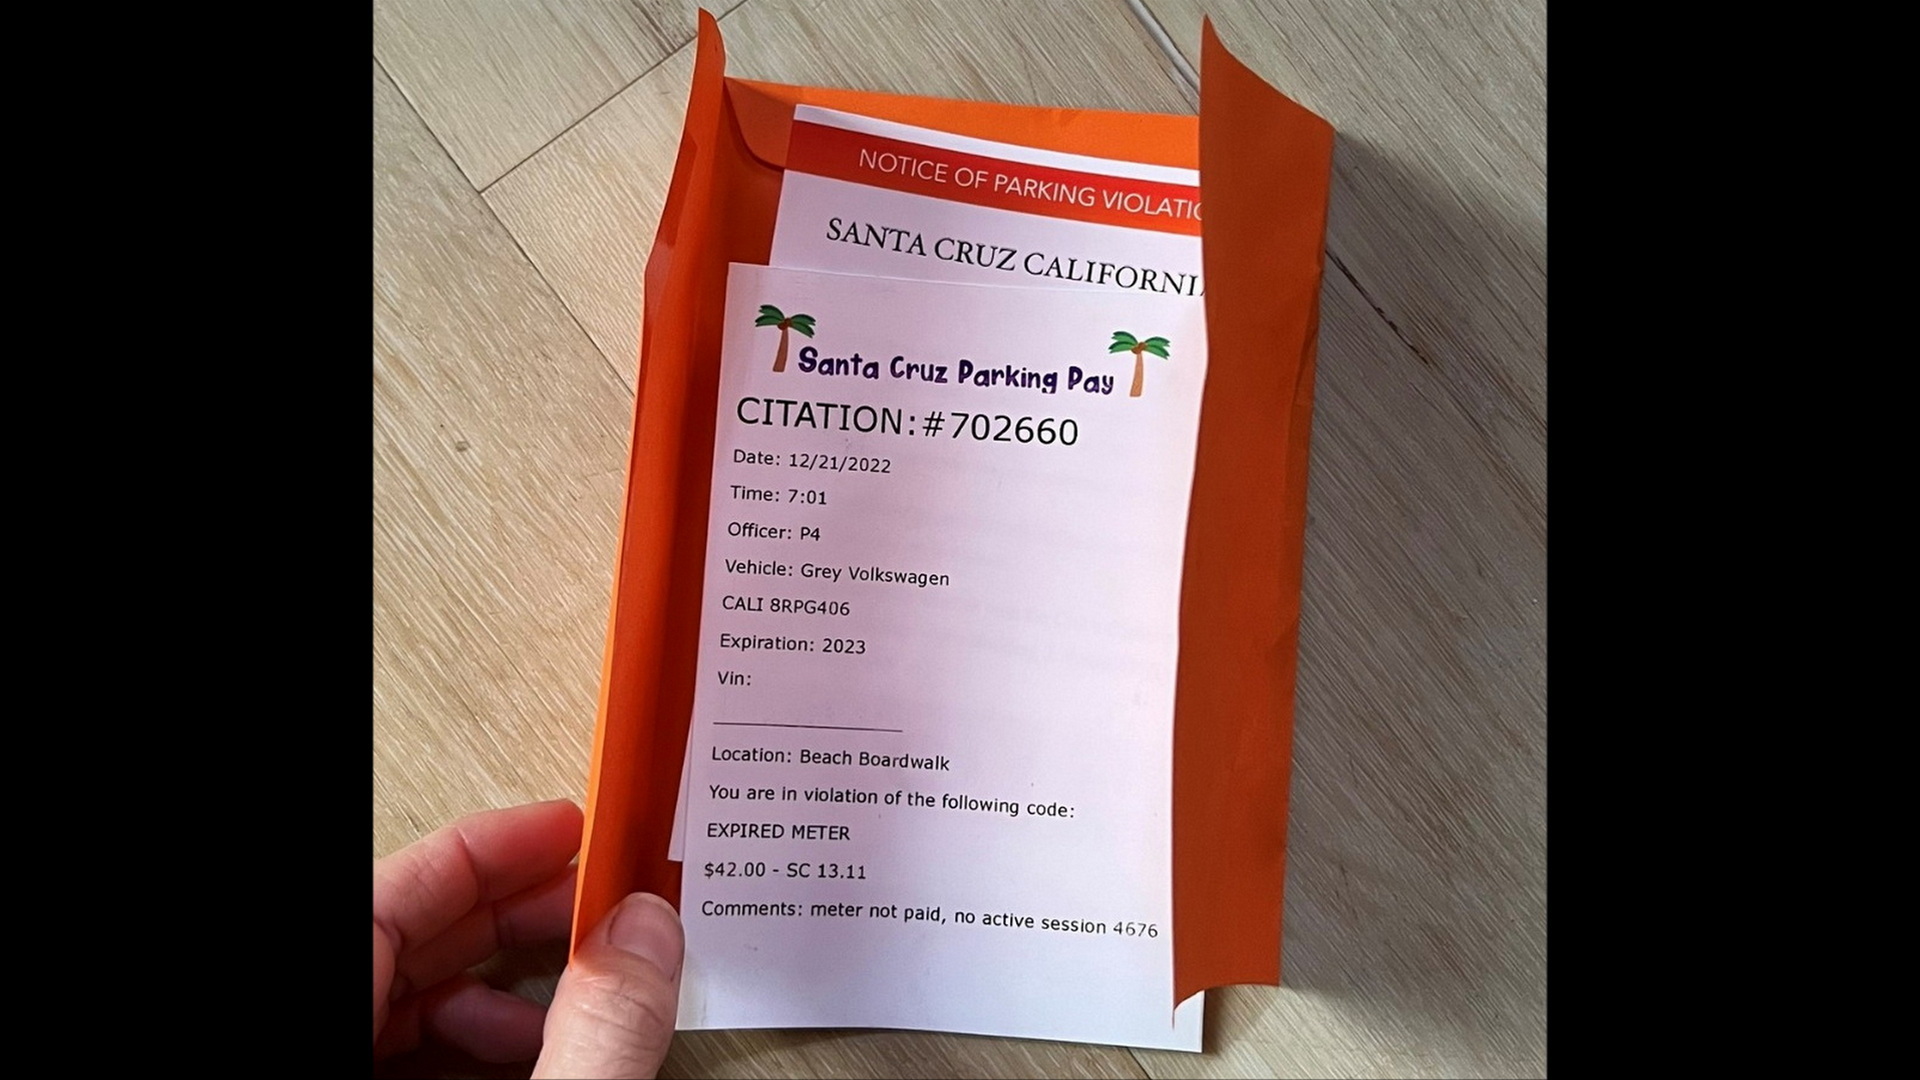 NOTICE OF PARKING VIOLATIO
SANTA CRUZ CALIFORNIA
Santa Cruz Parking Pay
CITATION:#702660
Date: 12/21/2022
Time: 7:01
Officer: P4
Vehicle: Grey Volkswagen
CALI 8RPG406
Expiration: 2023
Vin:
Location: Beach Boardwalk
You are in violation of the following code:
EXPIRED METER
$42.00 - SC 13.11
Comments: meter not paid, no active session 4676